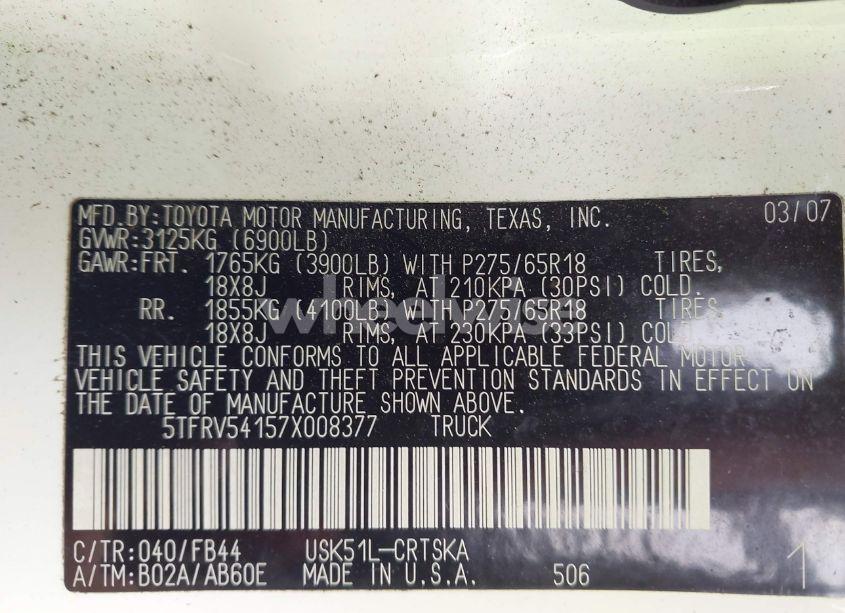 MFD.BY:TOYOTA MOTOR MANUFACTURING, TEXAS, INC. 03/07
GVWR:3125KG (6900LB)
GAWR:FRT. 1765KG (3900LB) WITH P275/65R18 TIRES,
18X8J RIMS, AT 210KPA (30PSI) COLD.
RR. 1855KG (4100LB) WITH P275/65R18 TIRES,
18X8J RIMS, AT 230KPA (33PSI) COLD.
wheelwise
THIS VEHICLE CONFORMS TO ALL APPLICABLE FEDERAL MOTOR
VEHICLE SAFETY AND THEFT PREVENTION STANDARDS IN EFFECT ON
THE DATE OF MANUFACTURE SHOWN ABOVE.
5TFRV54157X008377 TRUCK
C/TR:040/FB44 USK51L-CRTSKA
A/TM:B02A/AB60E MADE IN U.S.A. 506 1